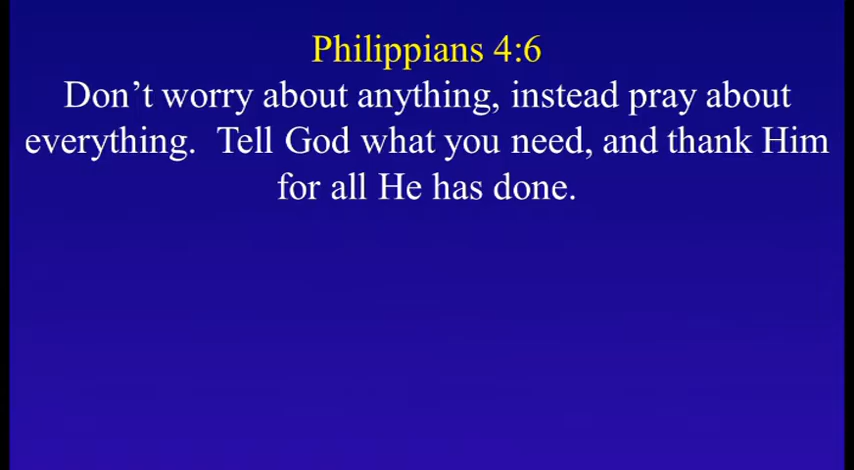 Philippians 4:6
Don’t worry about anything, instead pray about
everything.  Tell God what you need, and thank Him
for all He has done.